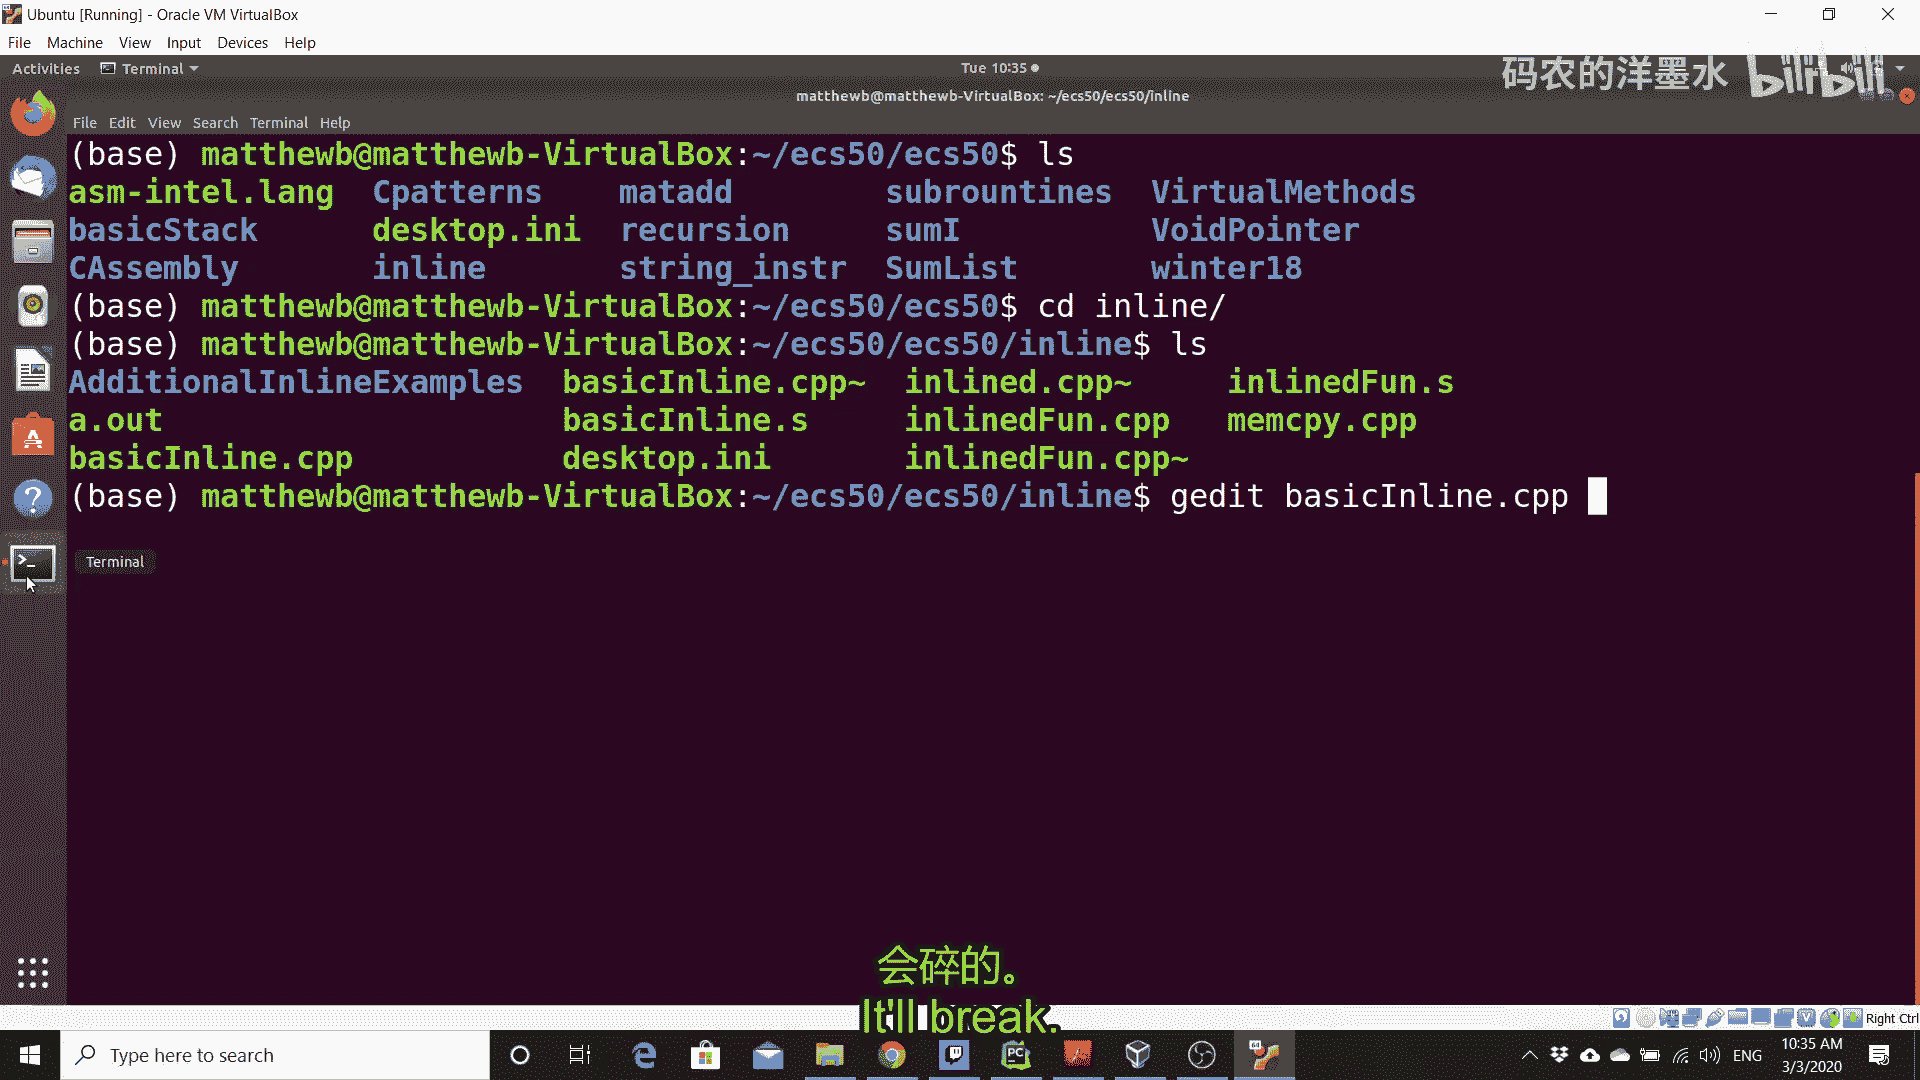 Ubuntu [Running] - Oracle VM VirtualBox
File Machine View Input Devices Help
Activities Terminal Tue 10:35
码农的洋墨水 bilibili
matthewb@matthewb-VirtualBox: ~/ecs50/ecs50/inline
File Edit View Search Terminal Help
(base) matthewb@matthewb-VirtualBox:~/ecs50/ecs50$ ls
asm-intel.lang Cpatterns matadd subrountines VirtualMethods
basicStack desktop.ini recursion sumI VoidPointer
CAssembly inline string_instr SumList winter18
(base) matthewb@matthewb-VirtualBox:~/ecs50/ecs50$ cd inline/
(base) matthewb@matthewb-VirtualBox:~/ecs50/ecs50/inline$ ls
AdditionalInlineExamples basicInline.cpp~ inlined.cpp~ inlinedFun.s
a.out basicInline.s inlinedFun.cpp memcpy.cpp
basicInline.cpp desktop.ini inlinedFun.cpp~
(base) matthewb@matthewb-VirtualBox:~/ecs50/ecs50/inline$ gedit basicInline.cpp
Terminal
会碎的。
It'll break.
Right Ctrl
Type here to search
PC
64
ENG
10:35 AM
3/3/2020